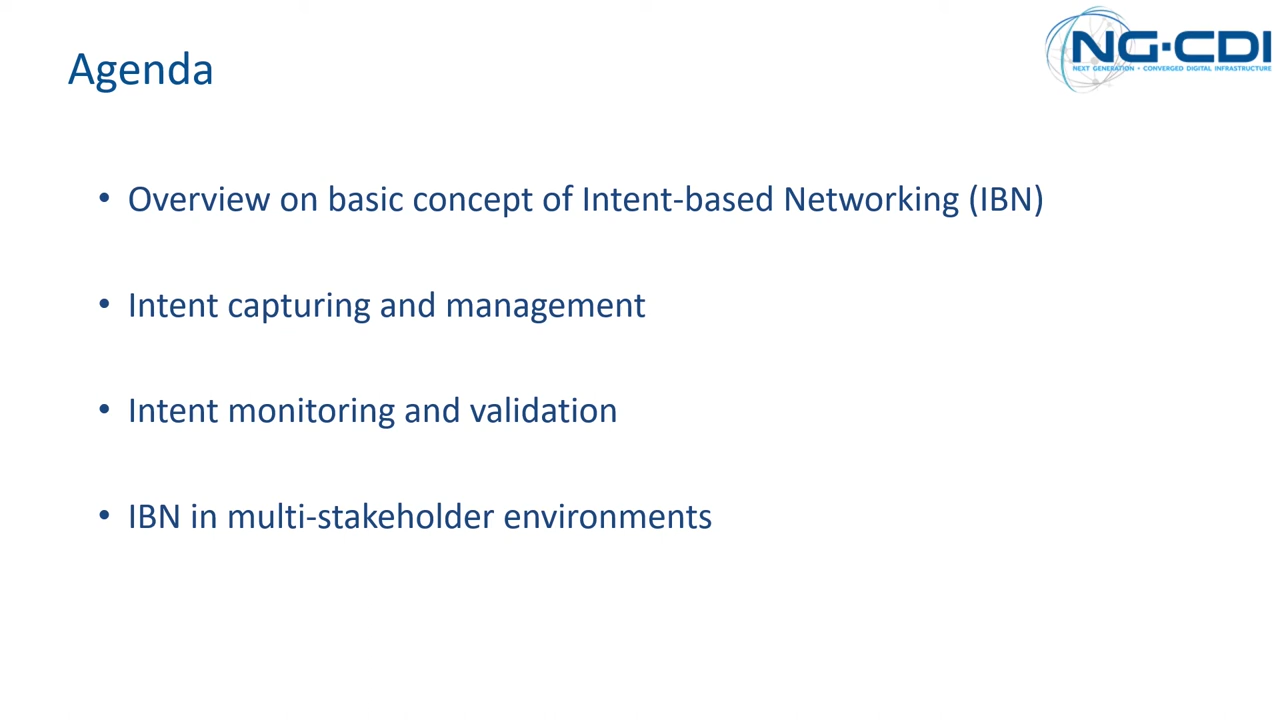 Agenda
NG-CDI
NEXT GENERATION • CONVERGED DIGITAL INFRASTRUCTURE
• Overview on basic concept of Intent-based Networking (IBN)
• Intent capturing and management
• Intent monitoring and validation
• IBN in multi-stakeholder environments